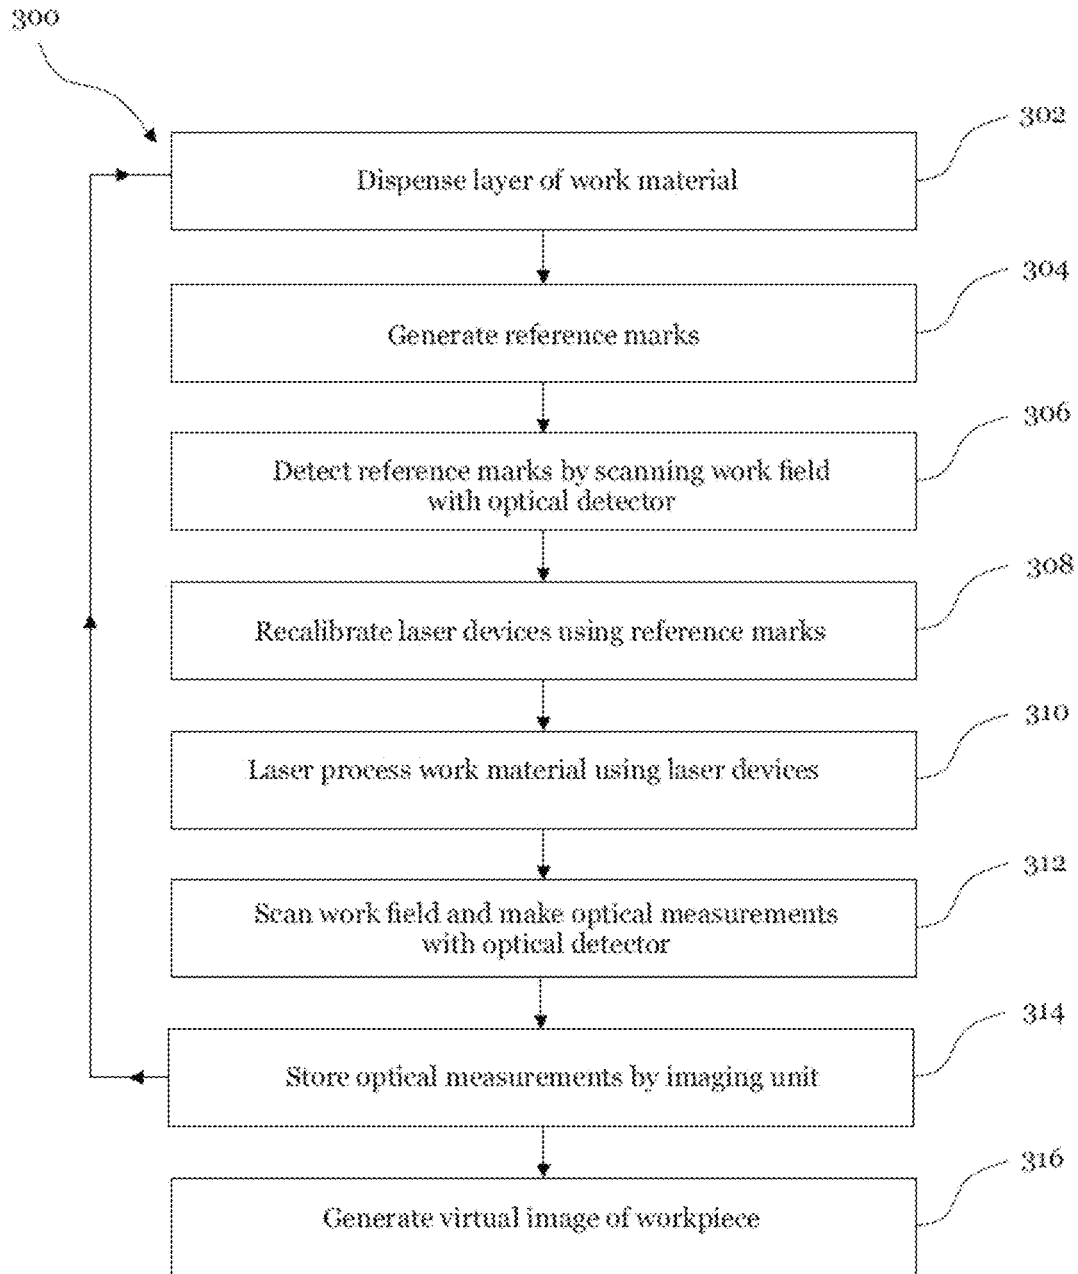 300
302
Dispense layer of work material
304
Generate reference marks
306
Detect reference marks by scanning work field
with optical detector
308
Recalibrate laser devices using reference marks
310
Laser process work material using laser devices
312
Scan work field and make optical measurements
with optical detector
314
Store optical measurements by imaging unit
316
Generate virtual image of workpiece